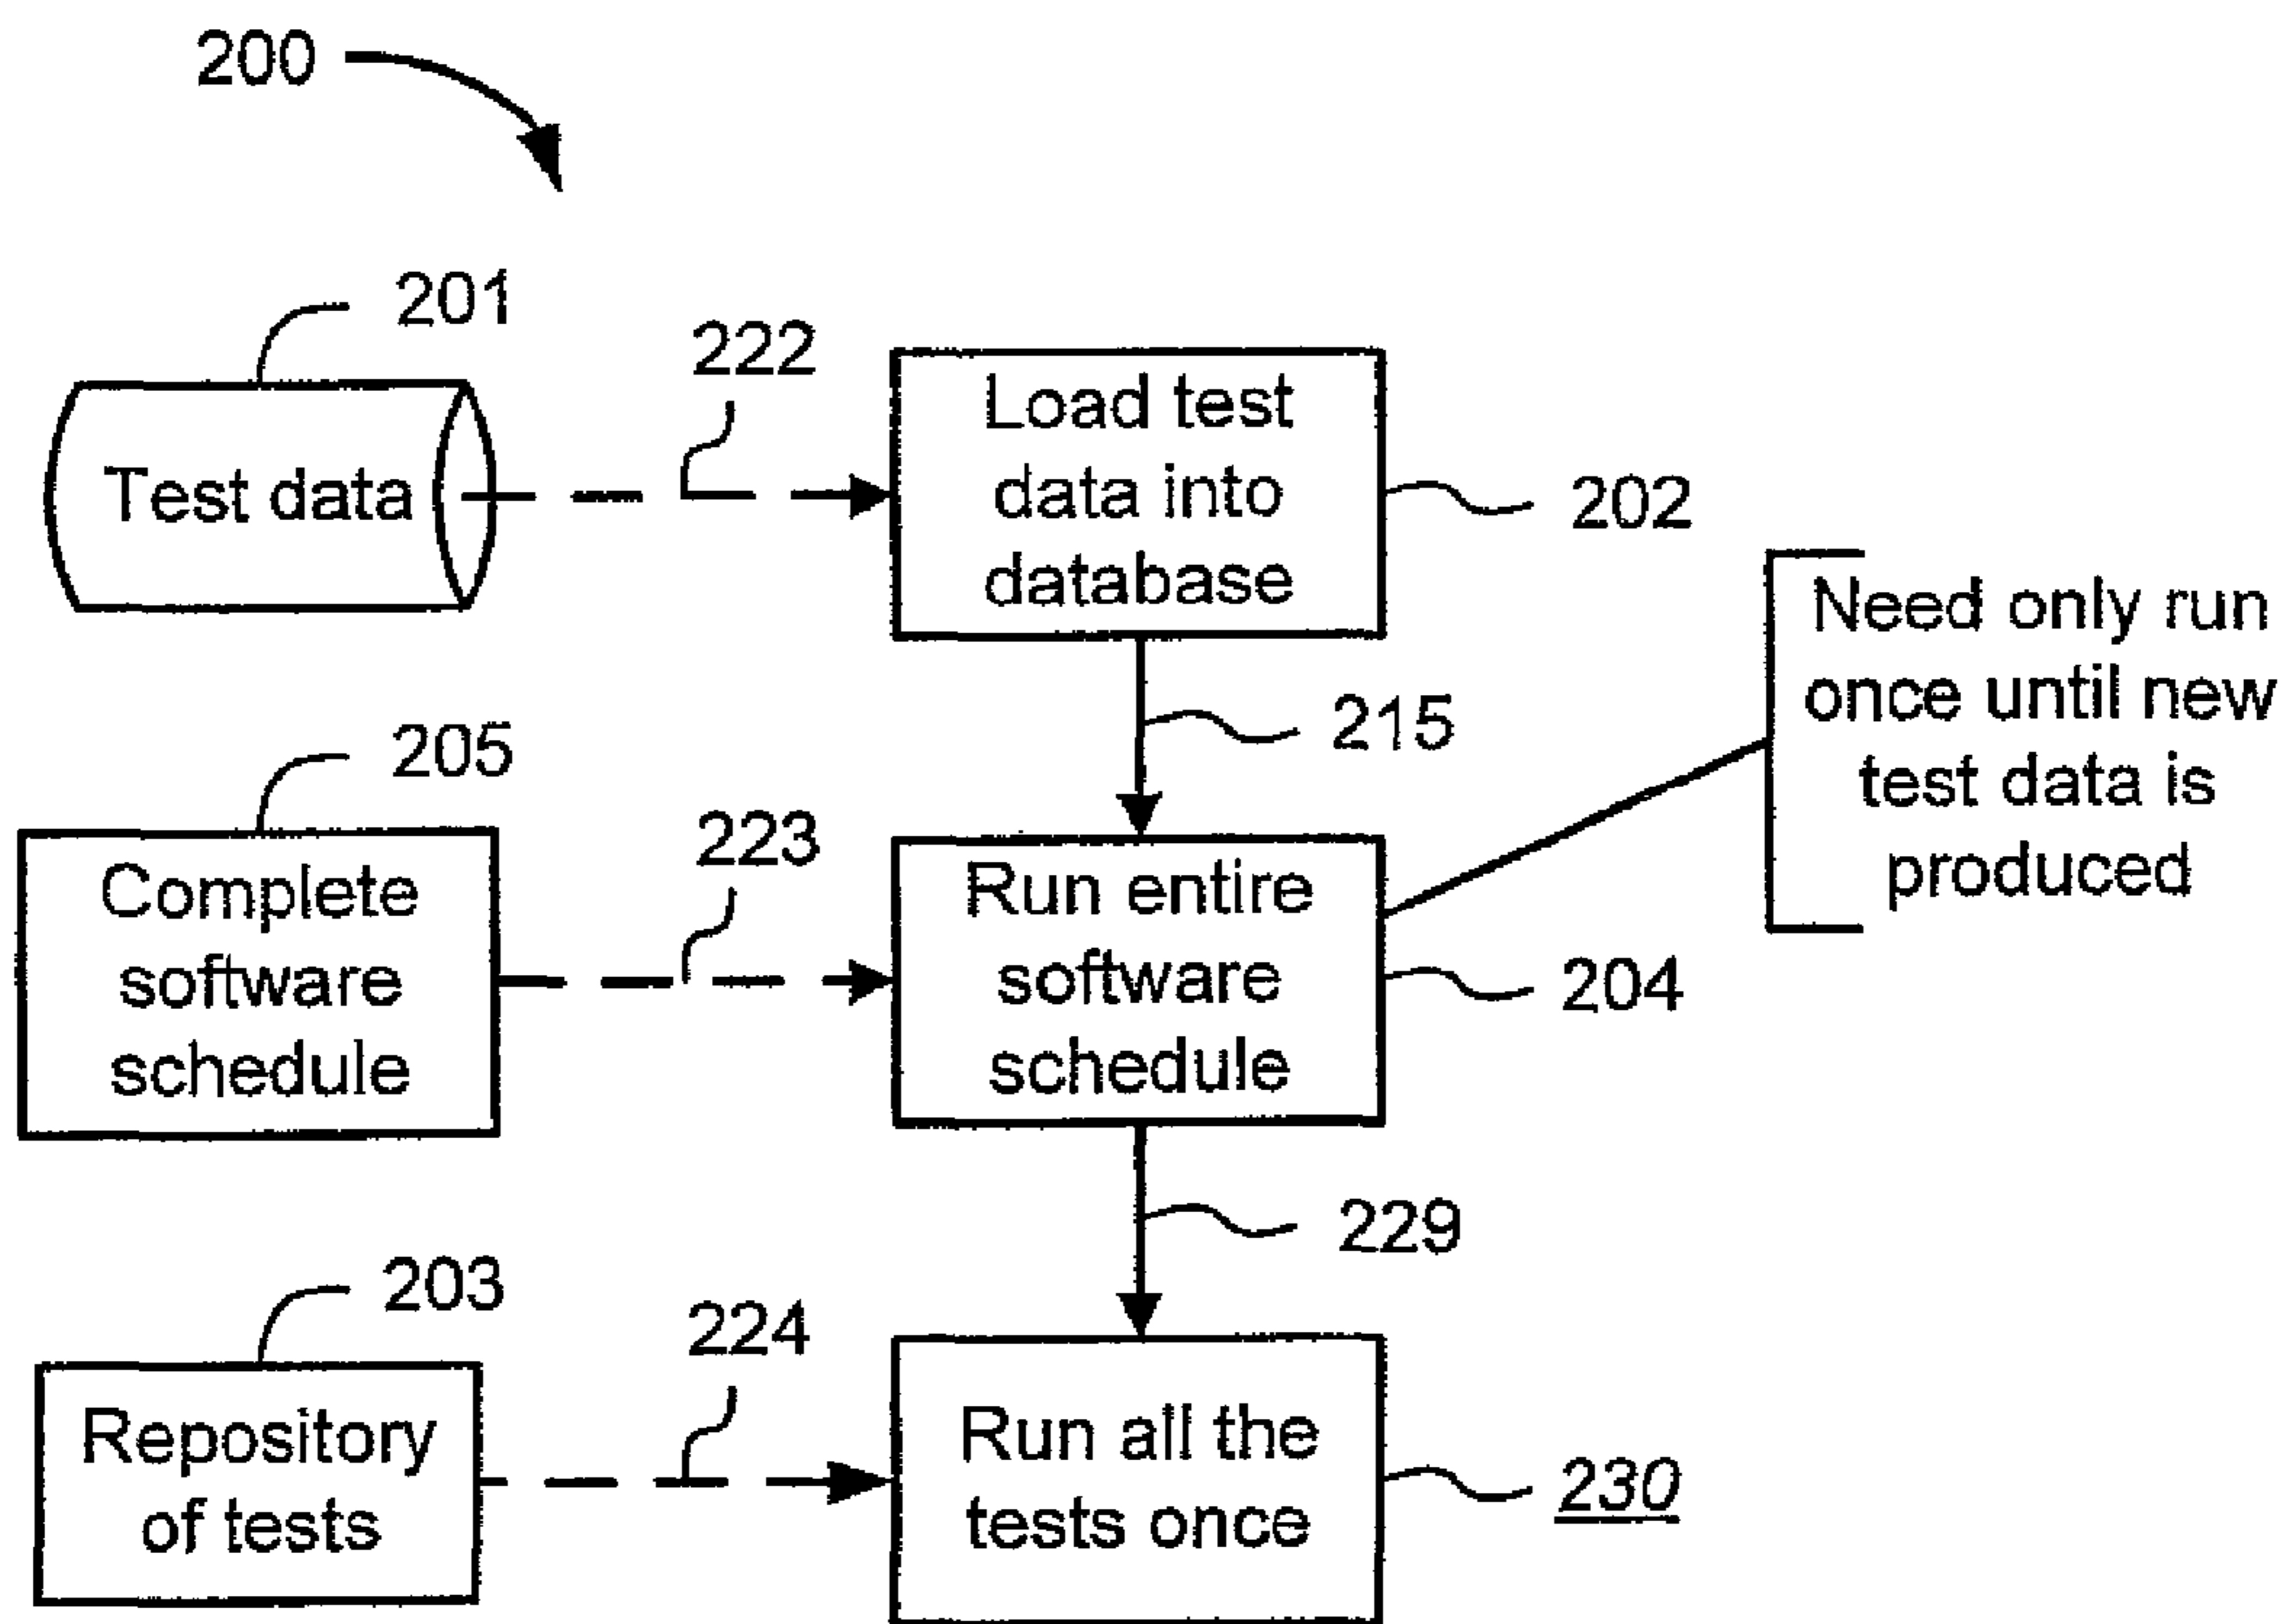 200
201
222
Test data
Load test
data into
database
202
Need only run
once until new
test data is
produced
215
205
223
Complete
software
schedule
Run entire
software
schedule
204
229
203
224
Repository
of tests
Run all the
tests once
230